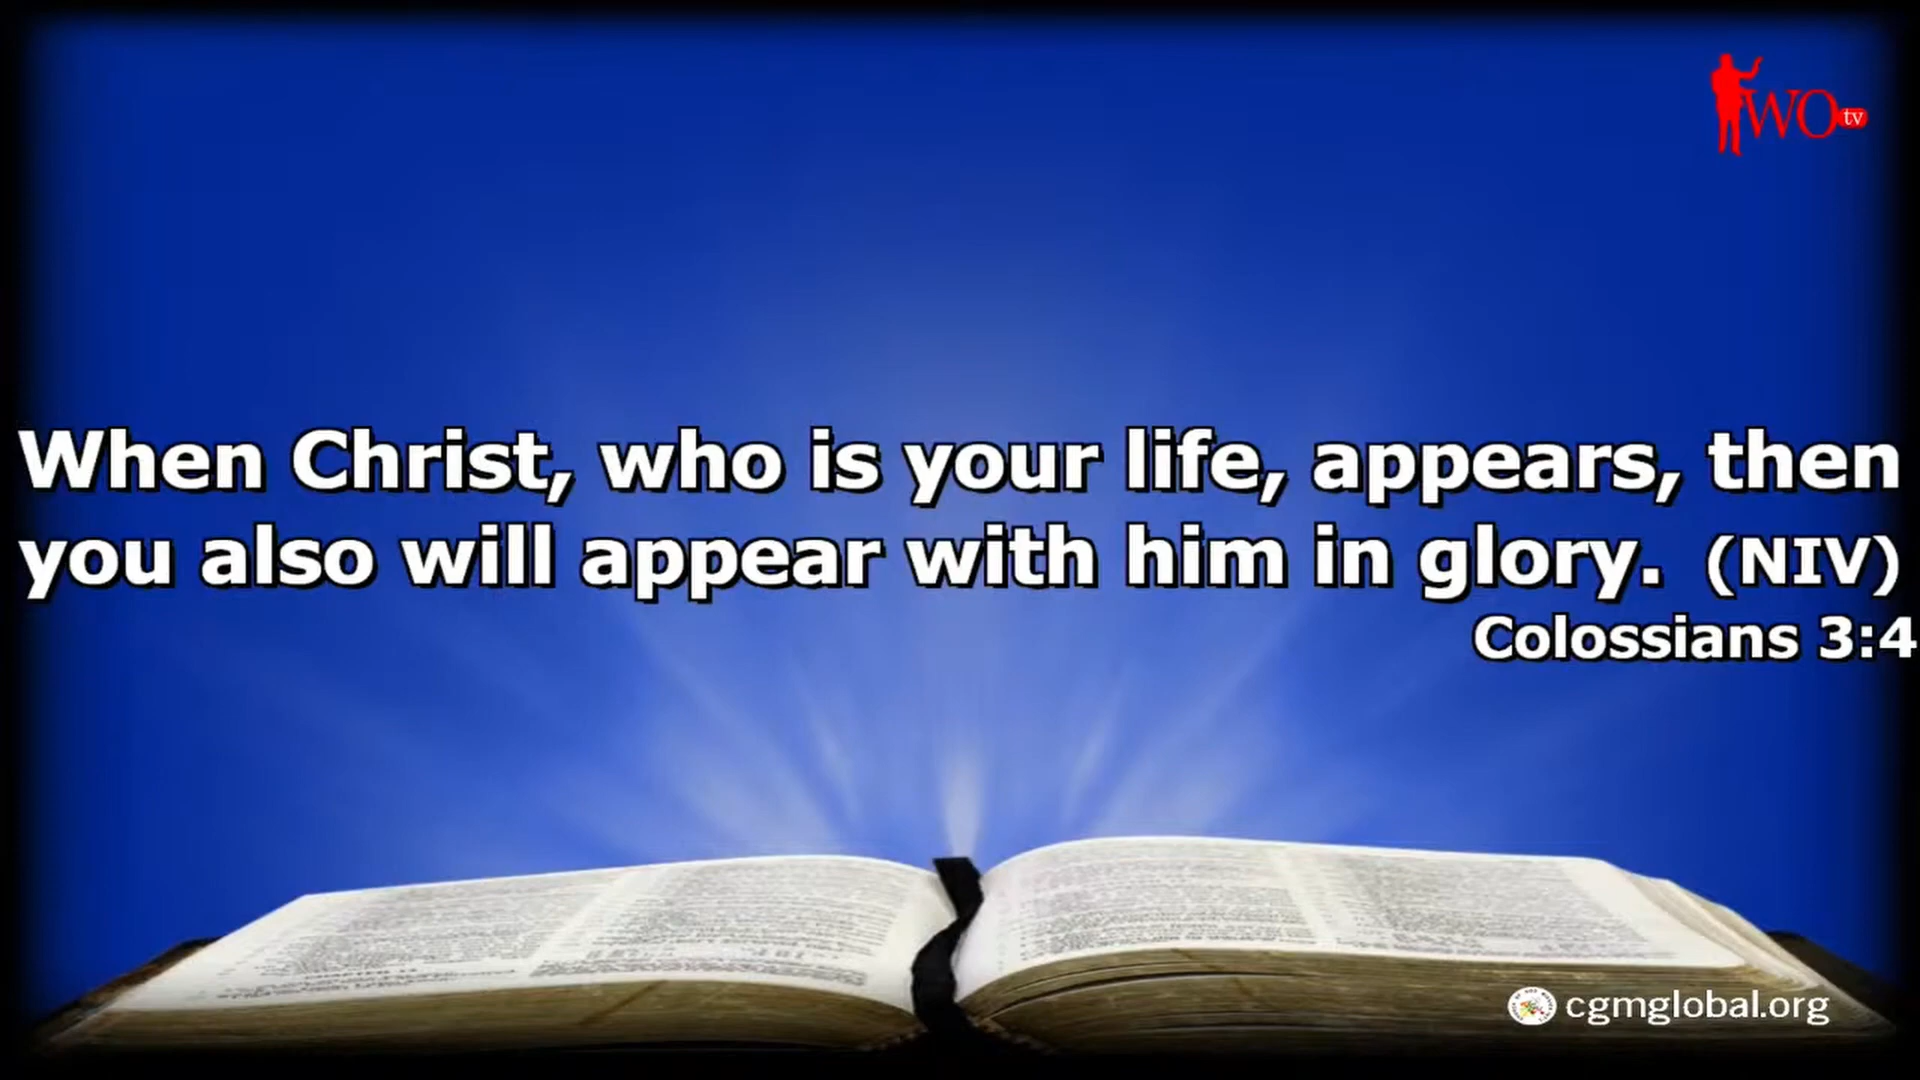 WO tv
When Christ, who is your life, appears, then
you also will appear with him in glory. (NIV)
Colossians 3:4
cgmglobal.org